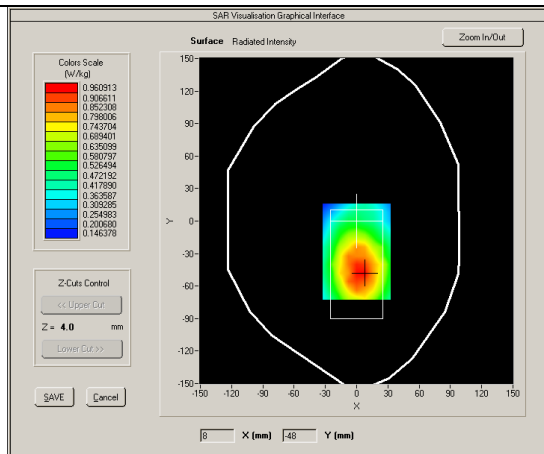 SAR Visualisation Graphical Interface
Surface Radiated Intensity
Zoom In/Out
Colors Scale
(W/kg)
0.960913
0.906611
0.852308
0.798006
0.743704
0.689401
0.635099
0.580797
0.526494
0.472192
0.417890
0.363587
0.309285
0.254983
0.200680
0.146378
Z-Cuts Control
<< Upper Cut
Z = 4.0 mm
Lower Cut >>
SAVE Cancel
150
120
90
60
30
0
-30
-60
-90
-120
-150
Y
-150 -120 -90 -60 -30 0 30 60 90 120 150
X
8 X (mm) -48 Y (mm)